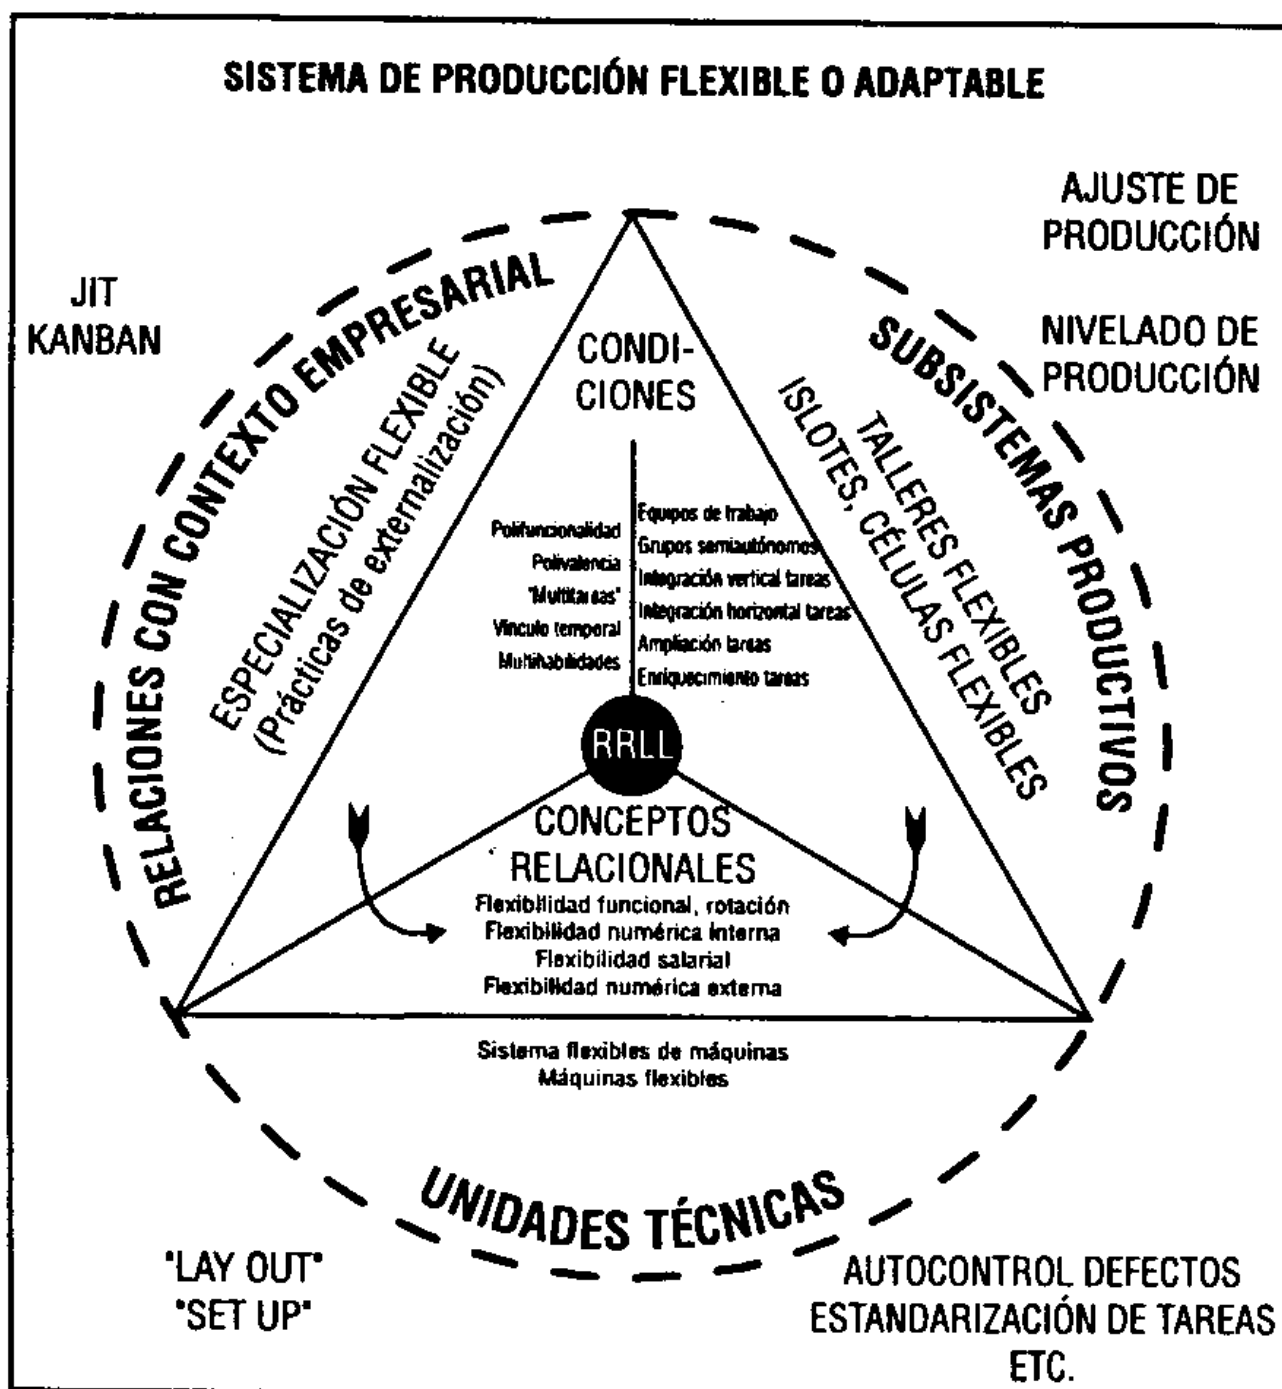 SISTEMA DE PRODUCCIÓN FLEXIBLE O ADAPTABLE
AJUSTE DE
PRODUCCIÓN
JIT
KANBAN
NIVELADO DE
PRODUCCIÓN
RELACIONES CON CONTEXTO EMPRESARIAL
ESPECIALIZACIÓN FLEXIBLE
(Prácticas de externalización)
CONDI-
CIONES
SUBSISTEMAS PRODUCTIVOS
TALLERES FLEXIBLES
ISLOTES, CÉLULAS FLEXIBLES
Polifuncionalidad
Polivalencia
"Multitareas"
Vínculo temporal
Multihabilidades
Equipos de trabajo
Grupos semiautónomos
Integración vertical tareas
Integración horizontal tareas
Ampliación tareas
Enriquecimiento tareas
RRLL
CONCEPTOS
RELACIONALES
Flexibilidad funcional, rotación
Flexibilidad numérica interna
Flexibilidad salarial
Flexibilidad numérica externa
Sistema flexibles de máquinas
Máquinas flexibles
UNIDADES TÉCNICAS
"LAY OUT"
"SET UP"
AUTOCONTROL DEFECTOS
ESTANDARIZACIÓN DE TAREAS
ETC.